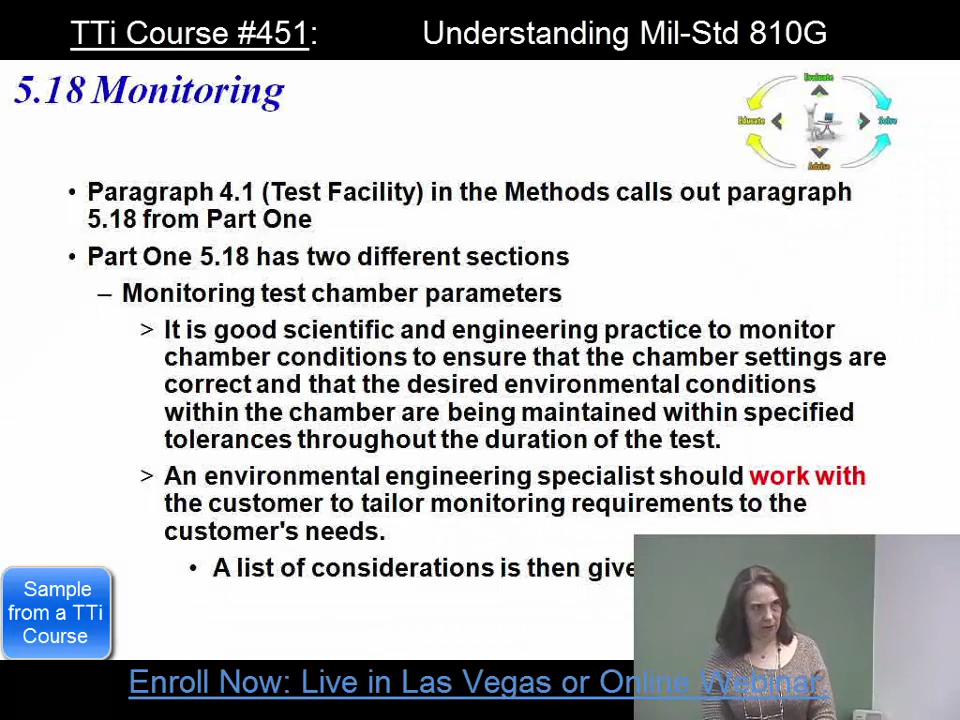 TTi Course #451: Understanding Mil-Std 810G
5.18 Monitoring
Evaluate
Educate
Solve
Advise
• Paragraph 4.1 (Test Facility) in the Methods calls out paragraph
5.18 from Part One
• Part One 5.18 has two different sections
– Monitoring test chamber parameters
> It is good scientific and engineering practice to monitor
chamber conditions to ensure that the chamber settings are
correct and that the desired environmental conditions
within the chamber are being maintained within specified
tolerances throughout the duration of the test.
> An environmental engineering specialist should work with
the customer to tailor monitoring requirements to the
customer's needs.
• A list of considerations is then give
Sample
from a TTi
Course
Enroll Now: Live in Las Vegas or Online Webinar